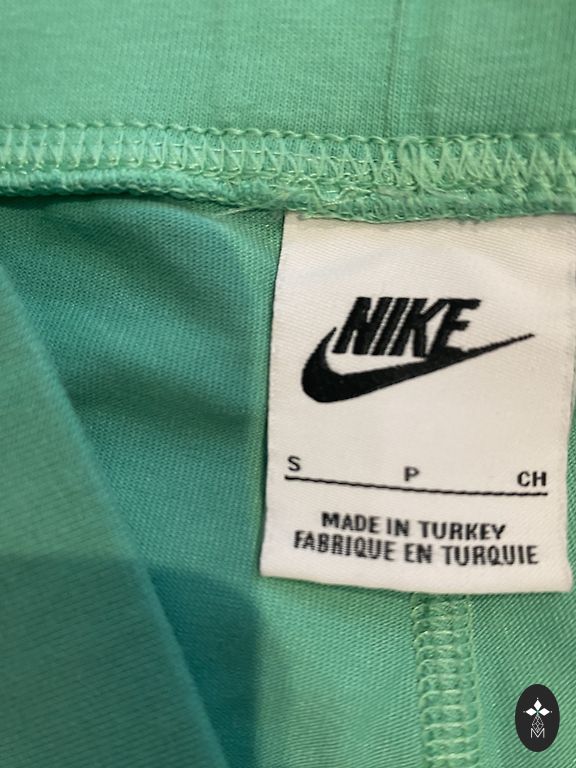 NIKE
S P CH
MADE IN TURKEY
FABRIQUE EN TURQUIE
M